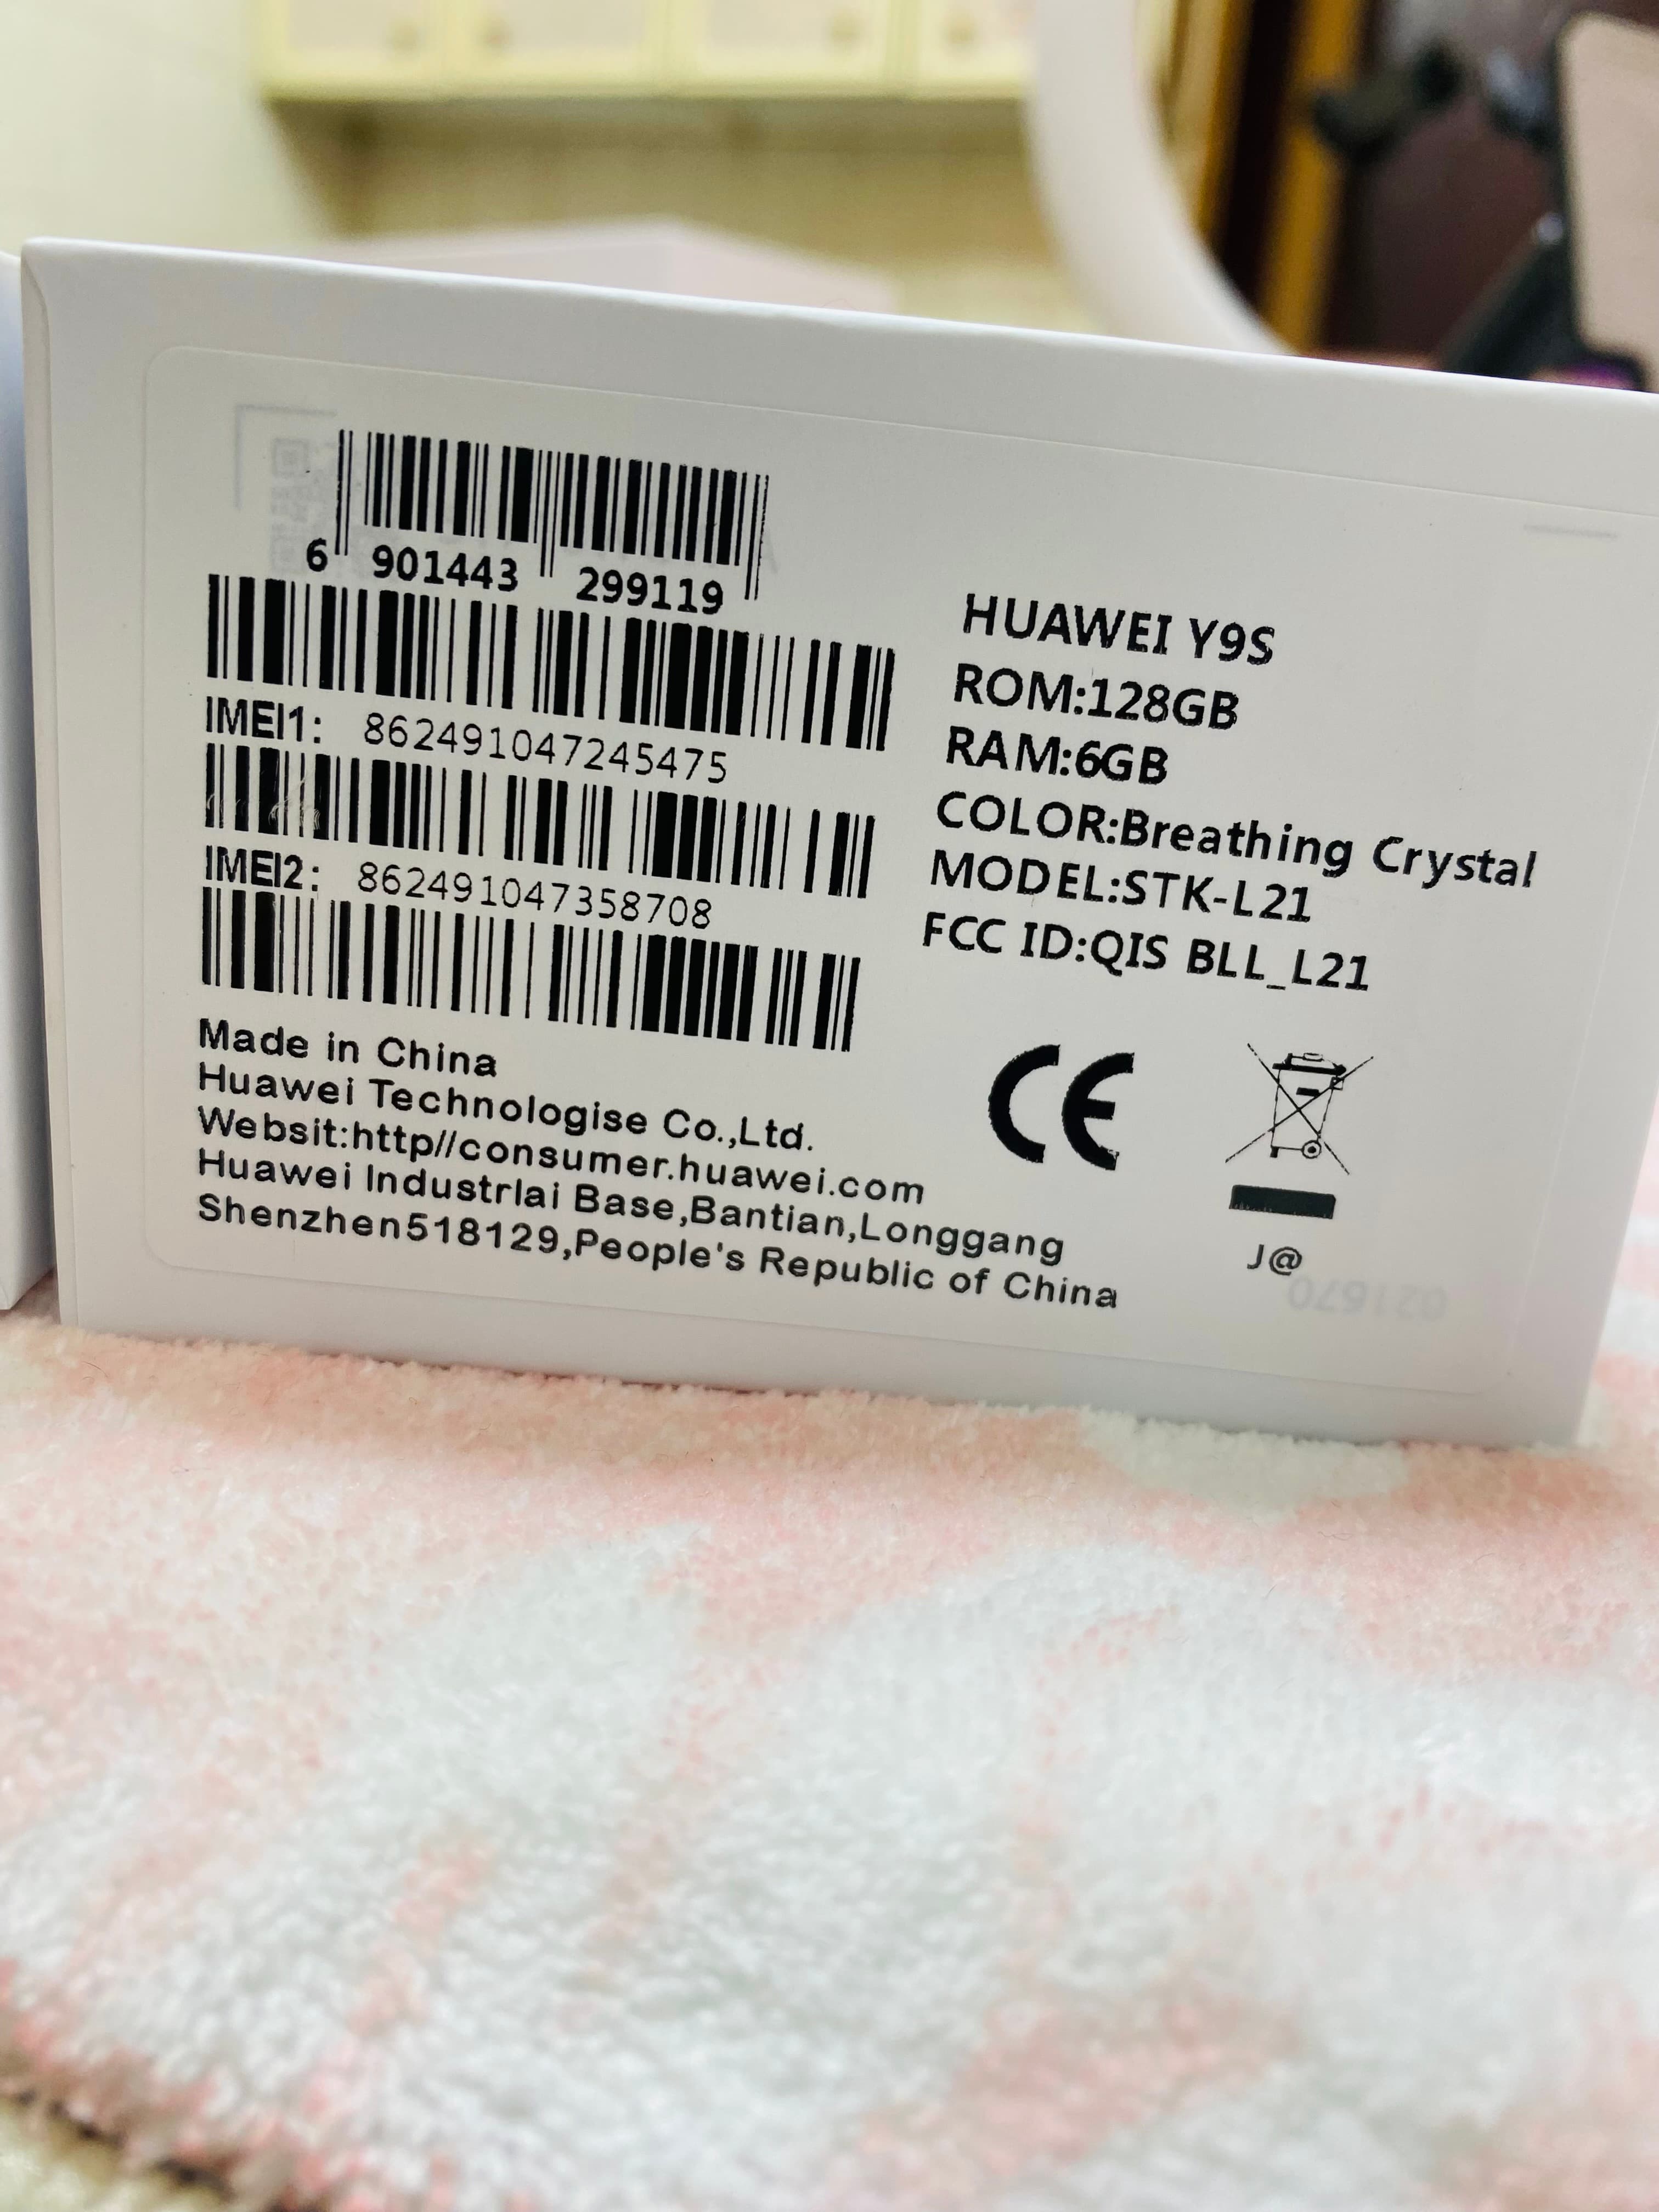 6 901443 299119
IMEI1: 862491047245475
IMEI2: 862491047358708
HUAWEI Y9S
ROM:128GB
RAM:6GB
COLOR:Breathing Crystal
MODEL:STK-L21
FCC ID:QIS BLL_L21
Made in China
Huawei Technologise Co.,Ltd.
Websit:http//consumer.huawei.com
Huawei Industrlai Base,Bantian,Longgang
Shenzhen518129,People's Republic of China
CE
J@
021670